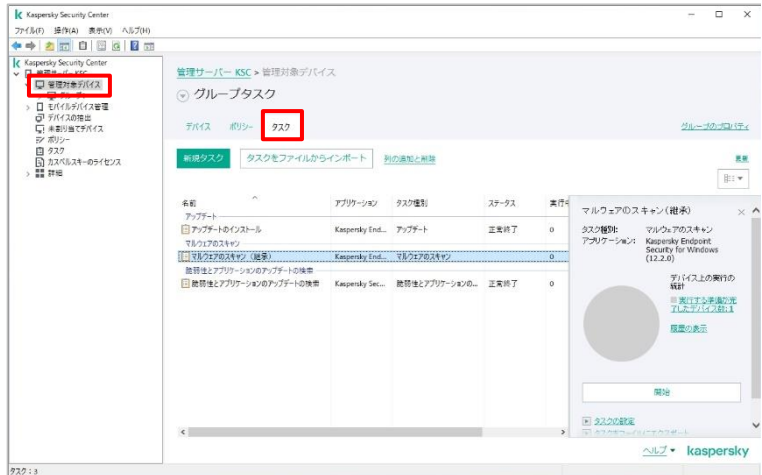 Kaspersky Security Center
ファイル(F) 操作(A) 表示(V) ヘルプ(H)
Kaspersky Security Center
管理サーバー KSC
管理対象デバイス
モバイルデバイス管理
デバイスの検出
未割り当てデバイス
ポリシー
タスク
カスペルスキーのライセンス
詳細
管理サーバー KSC > 管理対象デバイス
グループタスク
デバイス ポリシー タスク
グループのプロパティ
新規タスク タスクをファイルからインポート 列の追加と削除
名前 アプリケーション タスク種別 ステータス 実行中
アップデート
アップデートのインストール Kaspersky End... アップデート 正常終了 0
マルウェアのスキャン
マルウェアのスキャン (継承) Kaspersky End... マルウェアのスキャン 0
脆弱性とアプリケーションのアップデートの検索
脆弱性とアプリケーションのアップデートの検索 Kaspersky Sec... 脆弱性とアプリケーションの... 正常終了 0
マルウェアのスキャン (継承)
タスク種別: マルウェアのスキャン
アプリケーション: Kaspersky Endpoint
Security for Windows
(12.2.0)
デバイス上の実行の
統計
実行する準備が完
了したデバイス数: 1
履歴の表示
開始
タスクの設定
ヘルプ kaspersky
タスク : 3